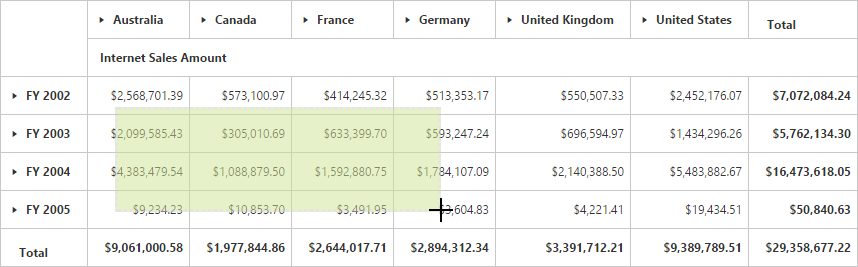 Australia Canada France Germany United Kingdom United States Total
Internet Sales Amount
FY 2002 $2,568,701.39 $573,100.97 $414,245.32 $513,353.17 $550,507.33 $2,452,176.07 $7,072,084.24
FY 2003 $2,099,585.43 $305,010.69 $633,399.70 $593,247.24 $696,594.97 $1,434,296.26 $5,762,134.30
FY 2004 $4,383,479.54 $1,088,879.50 $1,592,880.75 $1,784,107.09 $2,140,388.50 $5,483,882.67 $16,473,618.05
FY 2005 $9,234.23 $10,853.70 $3,491.95 $3,604.83 $4,221.41 $19,434.51 $50,840.63
Total $9,061,000.58 $1,977,844.86 $2,644,017.71 $2,894,312.34 $3,391,712.21 $9,389,789.51 $29,358,677.22